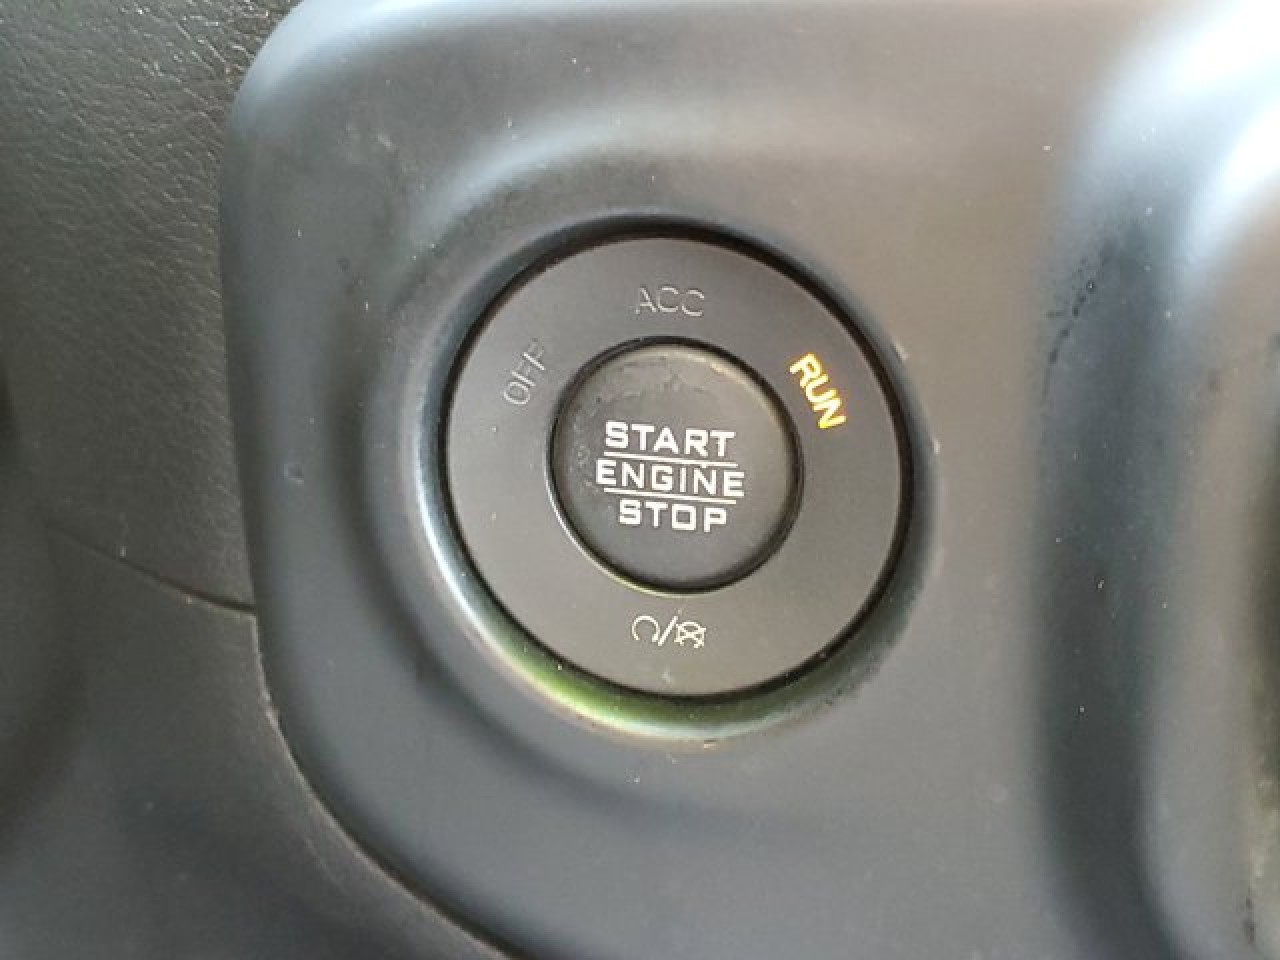 ACC
OFF
RUN
START
ENGINE
STOP